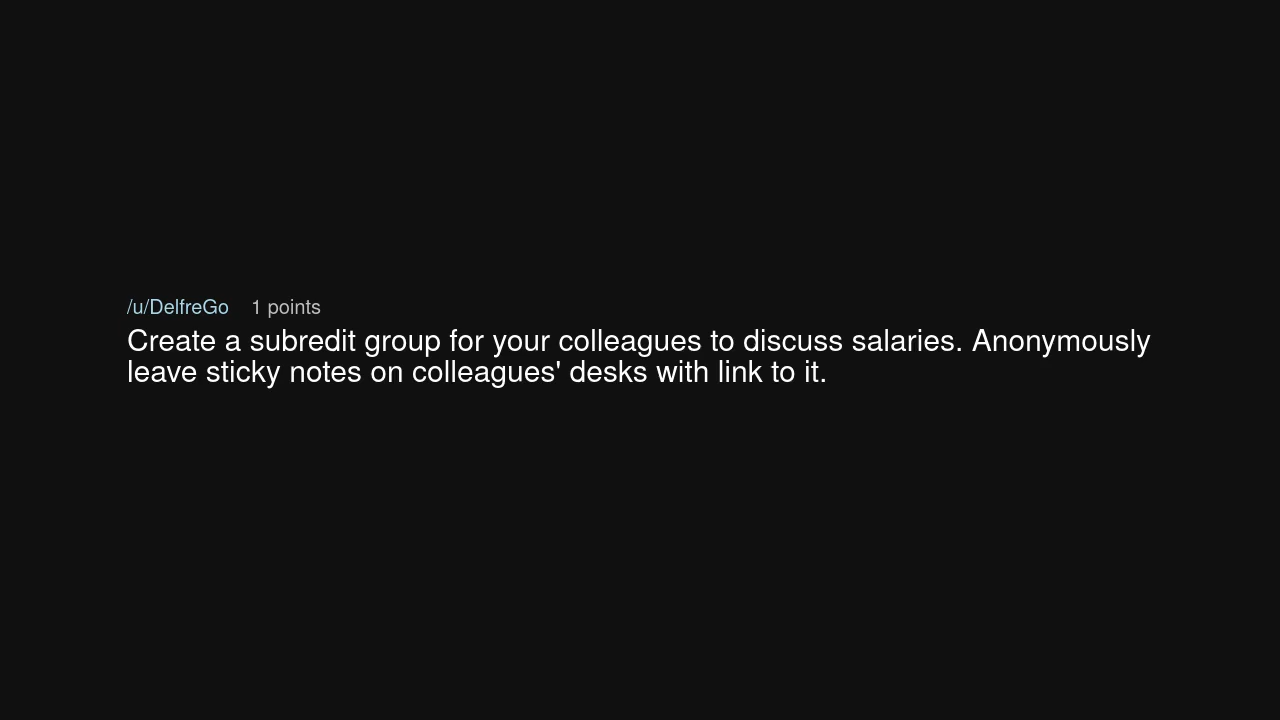 /u/DelfreGo 1 points
Create a subredit group for your colleagues to discuss salaries. Anonymously
leave sticky notes on colleagues' desks with link to it.